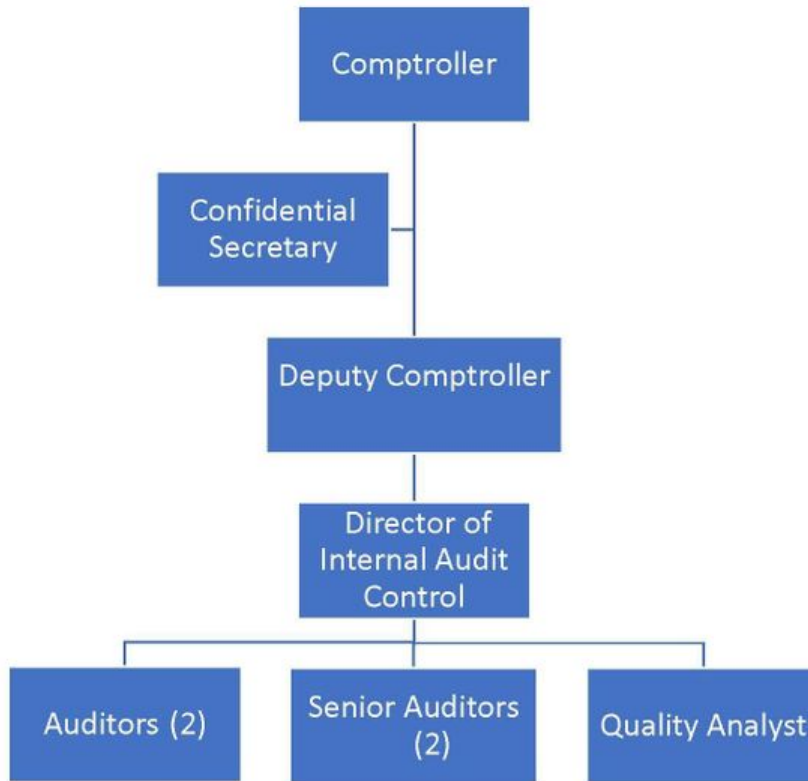 Comptroller
Confidential
Secretary
Deputy Comptroller
Director of
Internal Audit
Control
Auditors (2)
Senior Auditors
(2)
Quality Analyst